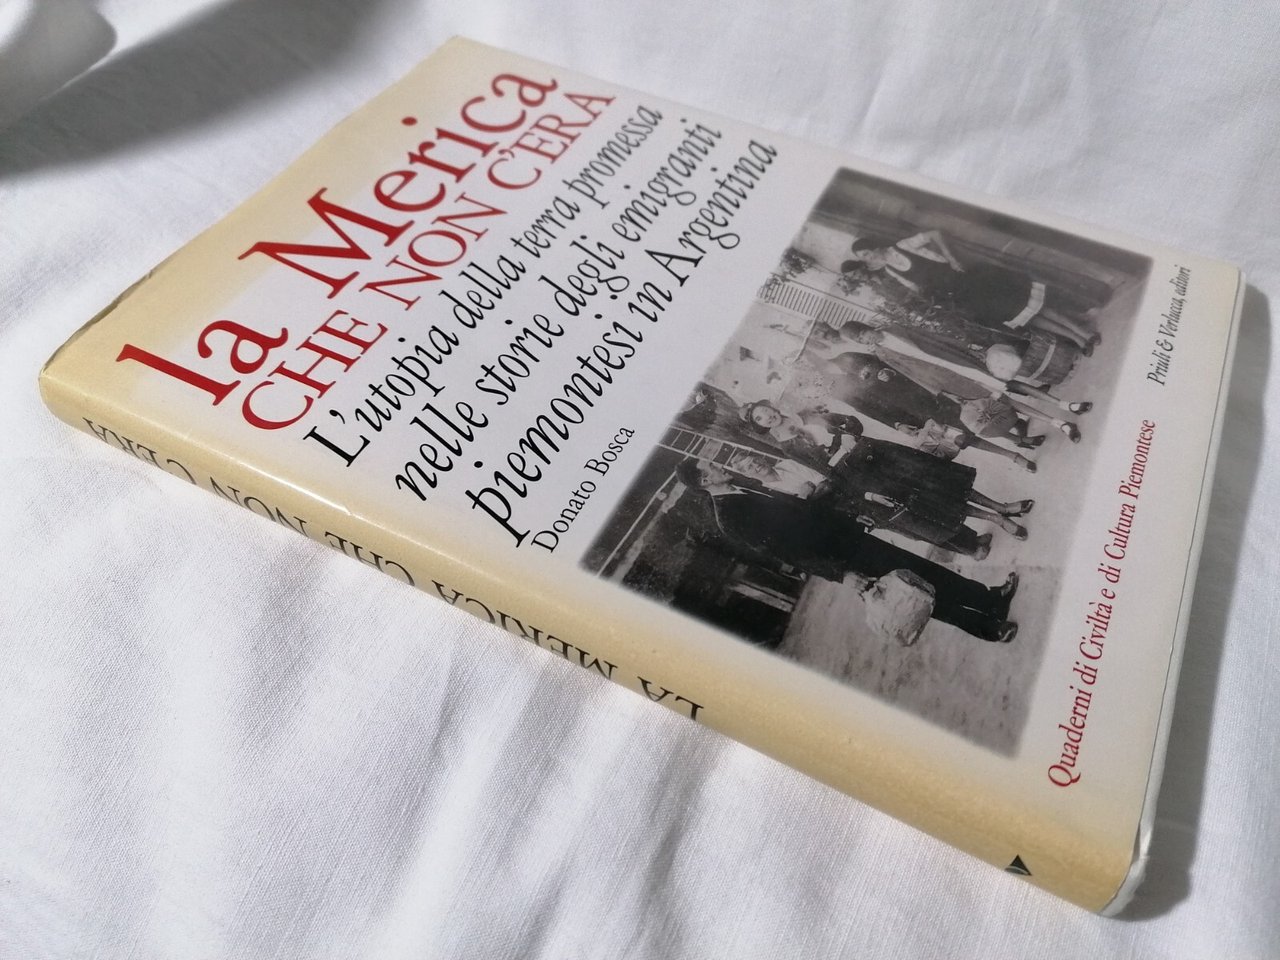 la Merica
CHE NON C'ERA
L'utopia della terra promessa
nelle storie degli emigranti
piemontesi in Argentina
Donato Bosca
Quaderni di Civiltà e di Cultura Piemontese
Priuli & Verlucca, editori
LA MERICA CHE NON C'ERA